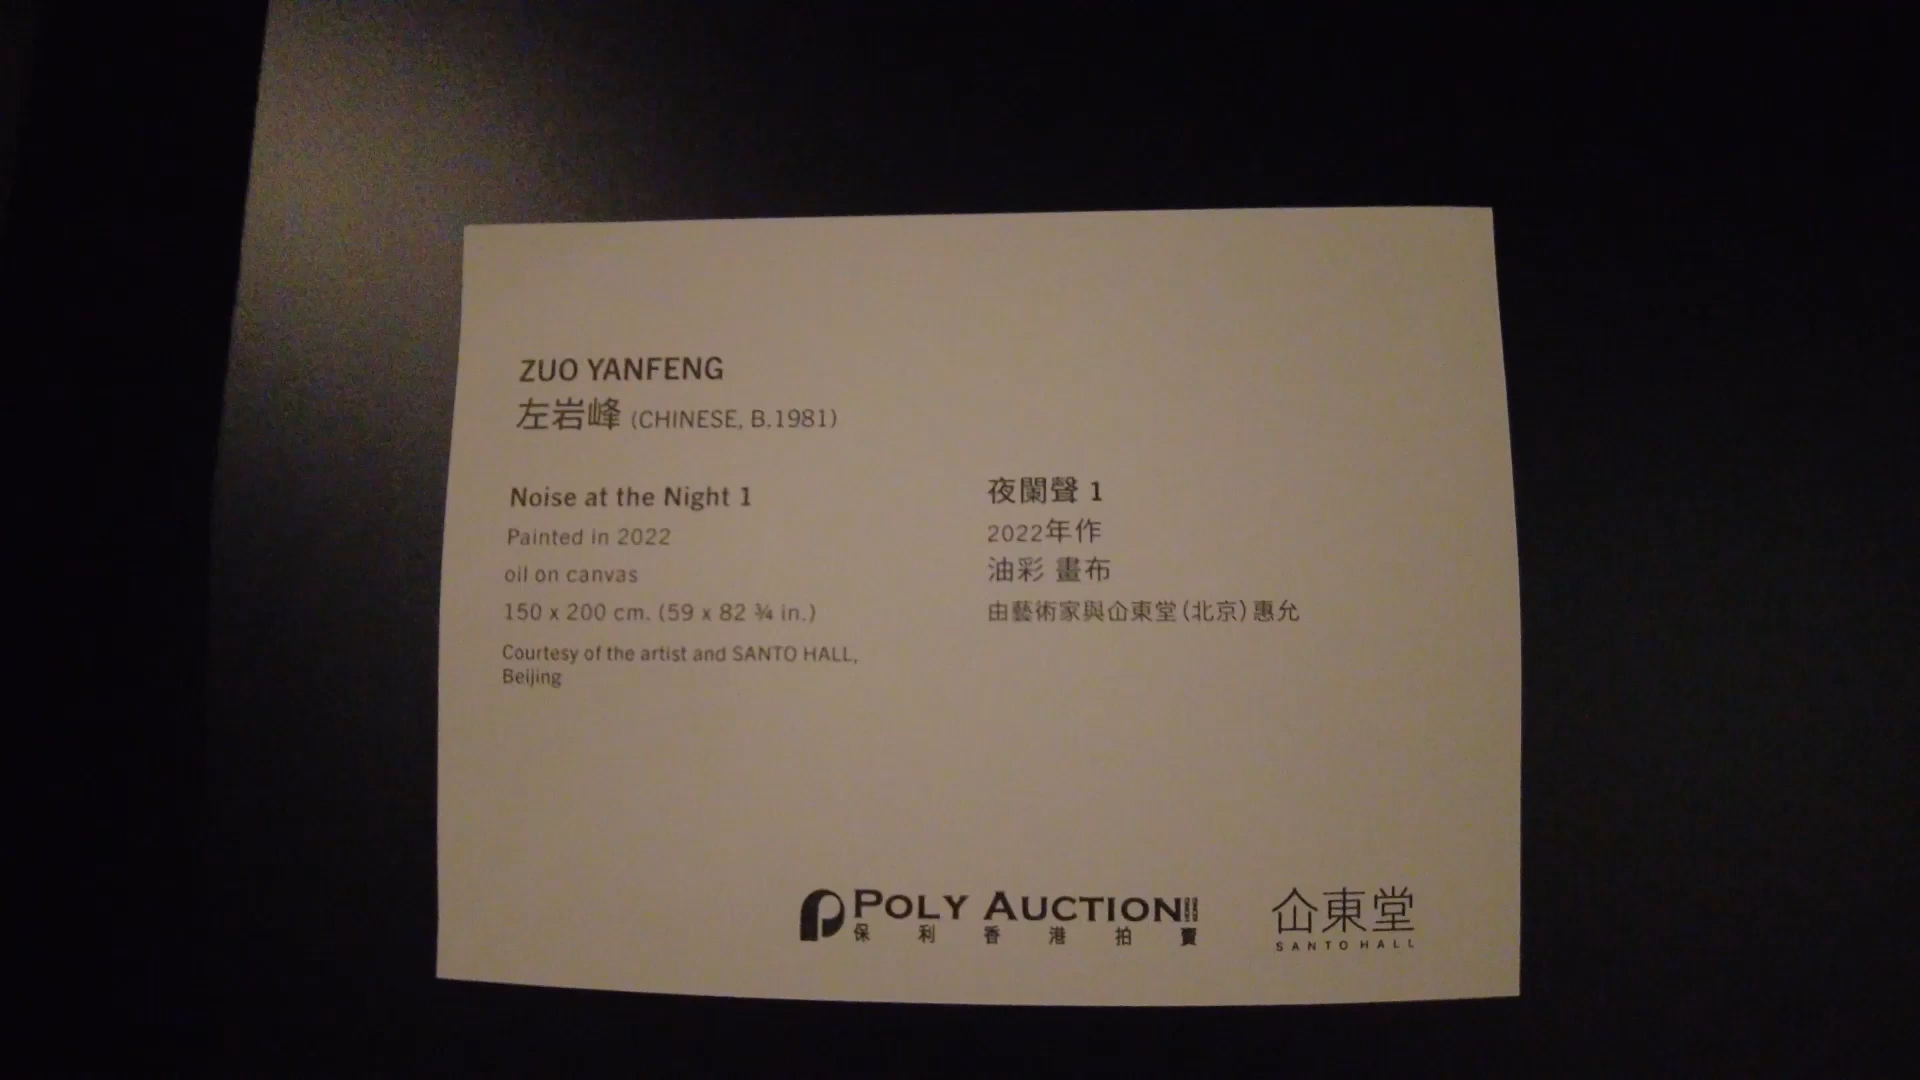 ZUO YANFENG
左岩峰 (CHINESE, B.1981)
Noise at the Night 1
Painted in 2022
oil on canvas
150 x 200 cm. (59 x 82 ¾ in.)
Courtesy of the artist and SANTO HALL,
Beijing
夜闌聲 1
2022年作
油彩 畫布
由藝術家與仚東堂(北京)惠允
POLY AUCTION
保利香港拍賣
仚東堂
SANTO HALL